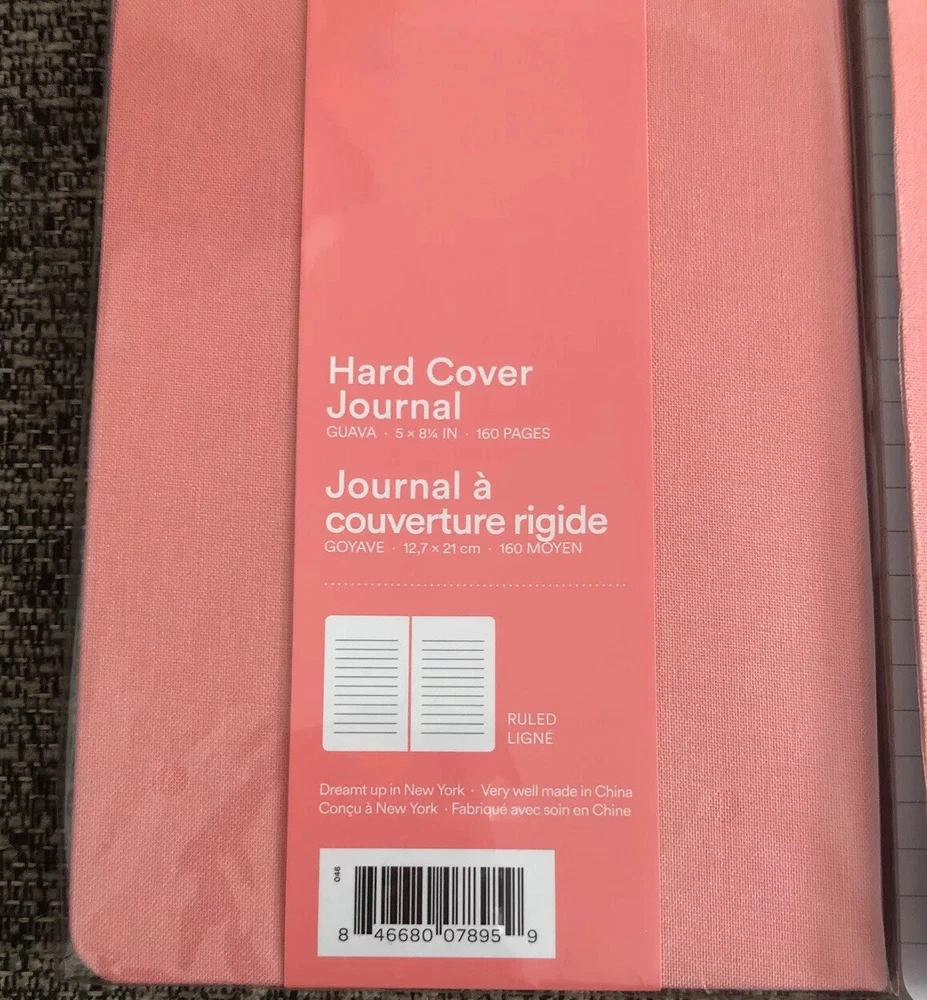 Hard Cover
Journal
GUAVA · 5 × 8¼ IN · 160 PAGES
Journal à
couverture rigide
GOYAVE · 12,7 × 21 cm · 160 MOYEN
RULED
LIGNÉ
Dreamt up in New York · Very well made in China
Conçu à New York · Fabriqué avec soin en Chine
046
8 46680 07895 9